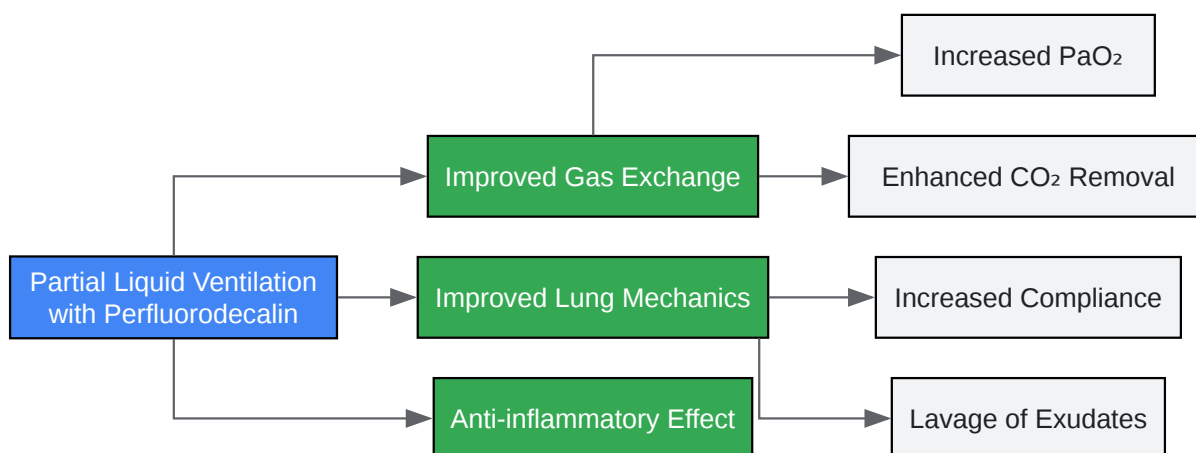 Increased PaO₂
Improved Gas Exchange
Enhanced CO₂ Removal
Partial Liquid Ventilation
with Perfluorodecalin
Improved Lung Mechanics
Increased Compliance
Anti-inflammatory Effect
Lavage of Exudates